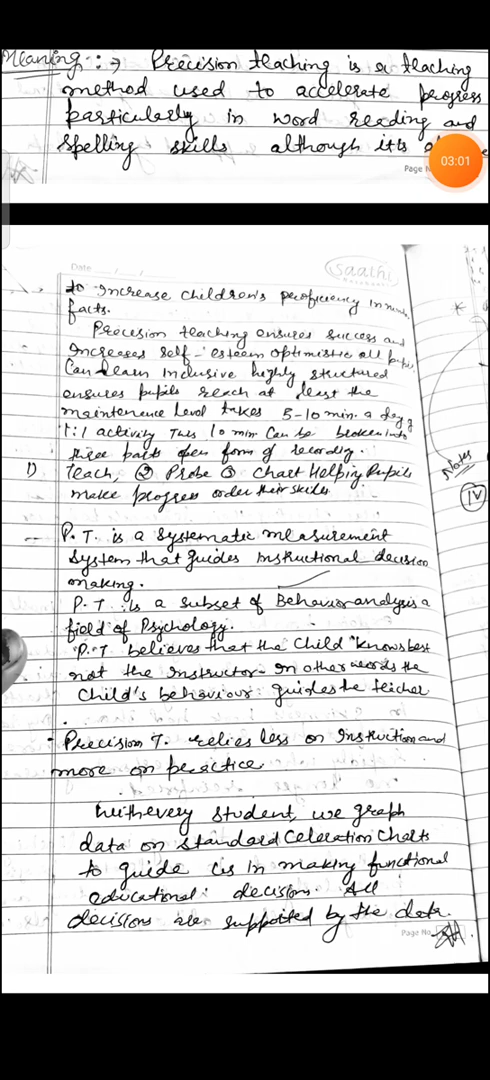 Meaning :→ Precision teaching is a teaching
method used to accelerate progress
particularly in word reading and
spelling skills although itts
03:01
Page N
Date
Saathi
to increase children's proficiency in
facts.
Precision teaching ensures success and
Increases self-esteem optimistic all pupils
Can learn inclusive highly structured
ensures pupils reach at least the
maintenence level takes 5-10 min. a day
1:1 activity This 10 min Can be broken into
three parts open form of recordly.
1) Teach, ② Probe ③ Chart Helping Pupils
make progress order their skills
Notes
IV
P.T. is a systematic measurement
System that guides instructional decision
making.
P.T. is a subset of Behavior analysis a
field of Psychology.
P.T believes that the Child "knows best
not the instructor- In other words the
Child's behaviour guides the teicher
- Precision T. relies less on Instruction and
more on practice
with every student, we graph
data on standard Celeration Charts
to guide us in making functional
educational decisions. All
decisions are supported by the data.
Page No